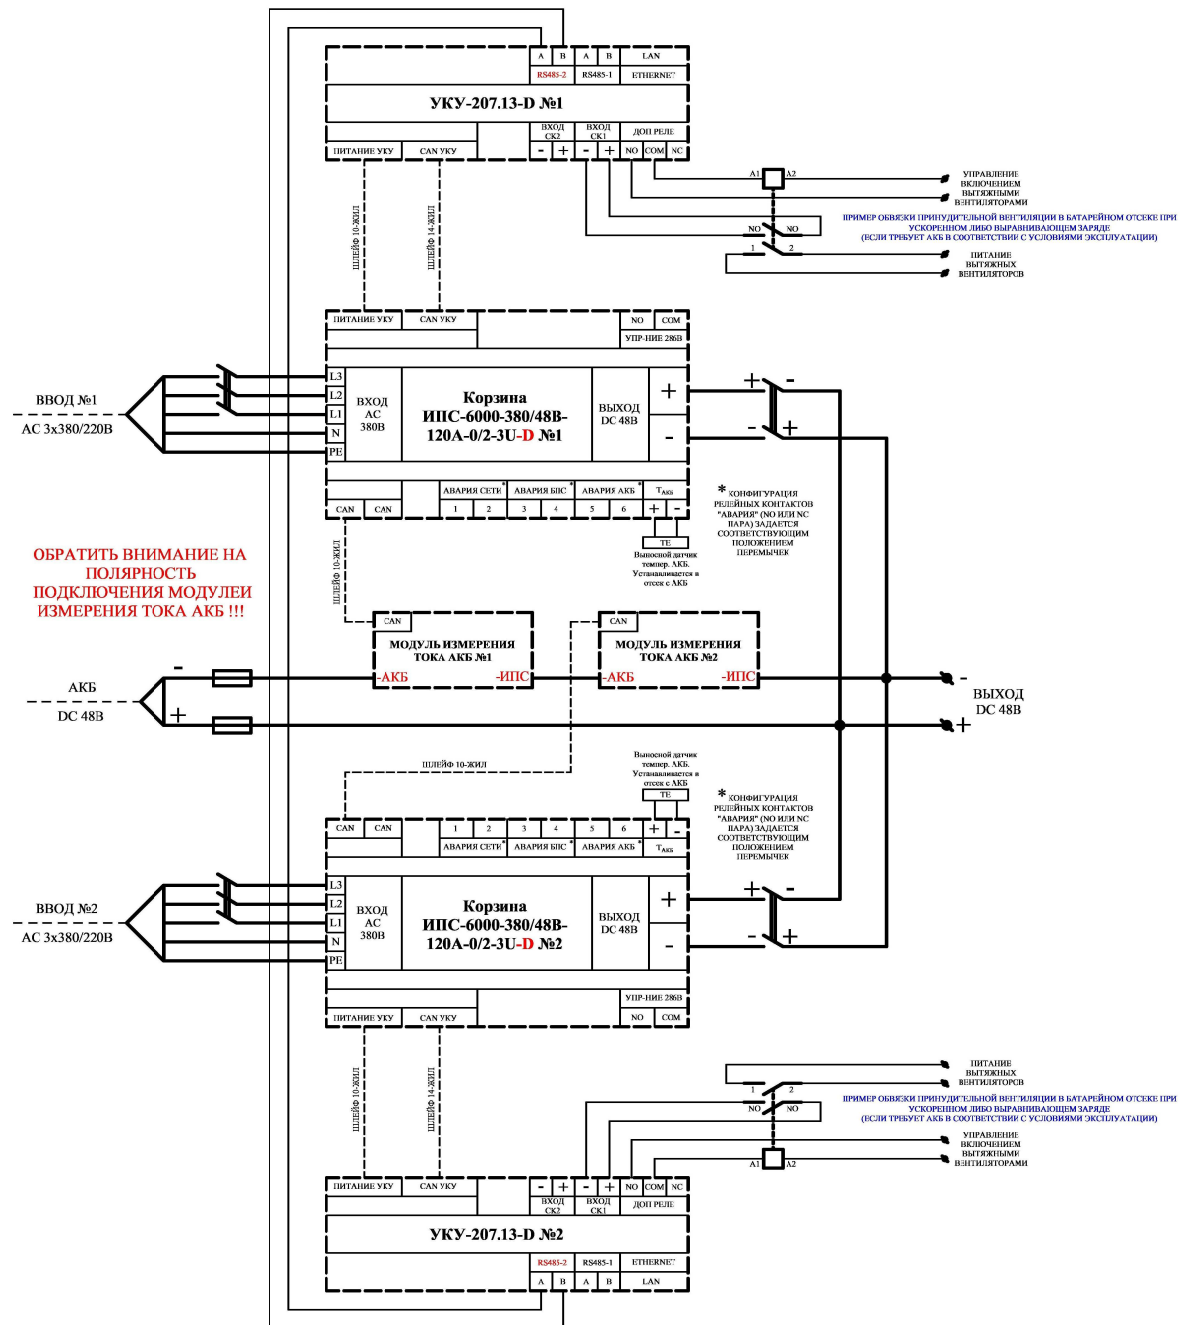 A B A B LAN
RS485-2 RS485-1 ETHERNET
УКУ-207.13-D №1
ВХОД СК2 ВХОД СК1 ДОП РЕЛЕ
ПИТАНИЕ УКУ CAN УКУ - + - + NO COM NC
A1 A2
УПРАВЛЕНИЕ
ВКЛЮЧЕНИЕМ
ВЫТЯЖНЫМИ
ВЕНТИЛЯТОРАМИ
ШЛЕЙФ 10-ЖИЛ
ШЛЕЙФ 14-ЖИЛ
ПРИМЕР ОБВЯЗКИ ПРИНУДИТЕЛЬНОЙ ВЕНТИЛЯЦИИ В БАТАРЕЙНОМ ОТСЕКЕ ПРИ
УСКОРЕННОМ ЛИБО ВЫРАВНИВАЮЩЕМ ЗАРЯДЕ
(ЕСЛИ ТРЕБУЕТ АКБ В СООТВЕТСТВИИ С УСЛОВИЯМИ ЭКСПЛУАТАЦИИ)
NO NO
1 2
ПИТАНИЕ
ВЫТЯЖНЫХ
ВЕНТИЛЯТОРОВ
ПИТАНИЕ УКУ CAN УКУ NO COM
УПР-НИЕ 286В
ВВОД №1
AC 3x380/220В
L3
L2
L1
N
PE
ВХОД
AC
380В
Корзина
ИПС-6000-380/48В-
120А-0/2-3U-D №1
ВЫХОД
DC 48В
+
-
+ -
- +
АВАРИЯ СЕТИ* АВАРИЯ БПС* АВАРИЯ АКБ* TАКБ
CAN CAN 1 2 3 4 5 6 + -
TE
Выносной датчик
темпер. АКБ.
Устанавливается в
отсек с АКБ
* КОНФИГУРАЦИЯ
РЕЛЕЙНЫХ КОНТАКТОВ
"АВАРИЯ" (NO ИЛИ NC
ПАРА) ЗАДАЕТСЯ
СООТВЕТСТВУЮЩИМ
ПОЛОЖЕНИЕМ
ПЕРЕМЫЧЕК
ШЛЕЙФ 10-ЖИЛ
ОБРАТИТЬ ВНИМАНИЕ НА
ПОЛЯРНОСТЬ
ПОДКЛЮЧЕНИЯ МОДУЛЕЙ
ИЗМЕРЕНИЯ ТОКА АКБ !!!
CAN
МОДУЛЬ ИЗМЕРЕНИЯ
ТОКА АКБ №1
-АКБ -ИПС
CAN
МОДУЛЬ ИЗМЕРЕНИЯ
ТОКА АКБ №2
-АКБ -ИПС
АКБ
DC 48В
-
+
-
+
ВЫХОД
DC 48В
ШЛЕЙФ 10-ЖИЛ
Выносной датчик
темпер. АКБ.
Устанавливается в
отсек с АКБ
TE
* КОНФИГУРАЦИЯ
РЕЛЕЙНЫХ КОНТАКТОВ
"АВАРИЯ" (NO ИЛИ NC
ПАРА) ЗАДАЕТСЯ
СООТВЕТСТВУЮЩИМ
ПОЛОЖЕНИЕМ
ПЕРЕМЫЧЕК
CAN CAN 1 2 3 4 5 6 + -
АВАРИЯ СЕТИ* АВАРИЯ БПС* АВАРИЯ АКБ* TАКБ
ВВОД №2
AC 3x380/220В
L3
L2
L1
N
PE
ВХОД
AC
380В
Корзина
ИПС-6000-380/48В-
120А-0/2-3U-D №2
ВЫХОД
DC 48В
+
-
+ -
- +
УПР-НИЕ 286В
ПИТАНИЕ УКУ CAN УКУ NO COM
ШЛЕЙФ 10-ЖИЛ
ШЛЕЙФ 14-ЖИЛ
ПИТАНИЕ
ВЫТЯЖНЫХ
ВЕНТИЛЯТОРОВ
1 2
NO NO
ПРИМЕР ОБВЯЗКИ ПРИНУДИТЕЛЬНОЙ ВЕНТИЛЯЦИИ В БАТАРЕЙНОМ ОТСЕКЕ ПРИ
УСКОРЕННОМ ЛИБО ВЫРАВНИВАЮЩЕМ ЗАРЯДЕ
(ЕСЛИ ТРЕБУЕТ АКБ В СООТВЕТСТВИИ С УСЛОВИЯМИ ЭКСПЛУАТАЦИИ)
УПРАВЛЕНИЕ
ВКЛЮЧЕНИЕМ
ВЫТЯЖНЫМИ
ВЕНТИЛЯТОРАМИ
A1 A2
ПИТАНИЕ УКУ CAN УКУ - + - + NO COM NC
ВХОД СК2 ВХОД СК1 ДОП РЕЛЕ
УКУ-207.13-D №2
RS485-2 RS485-1 ETHERNET
A B A B LAN